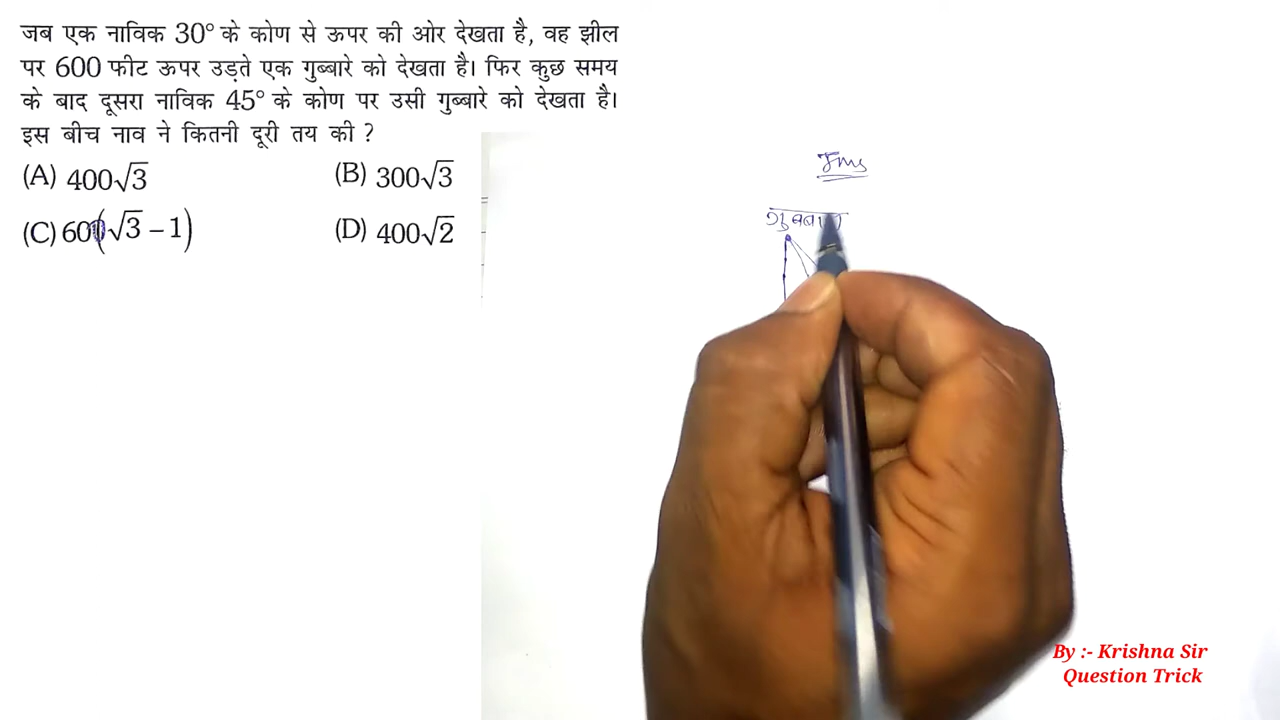 जब एक नाविक 30° के कोण से ऊपर की ओर देखता है, वह झील
पर 600 फीट ऊपर उड़ते एक गुब्बारे को देखता है। फिर कुछ समय
के बाद दूसरा नाविक 45° के कोण पर उसी गुब्बारे को देखता है।
इस बीच नाव ने कितनी दूरी तय की ?
(A) 400√3 (B) 300√3
(C) 600(√3 − 1) (D) 400√2
By :- Krishna Sir
Question Trick